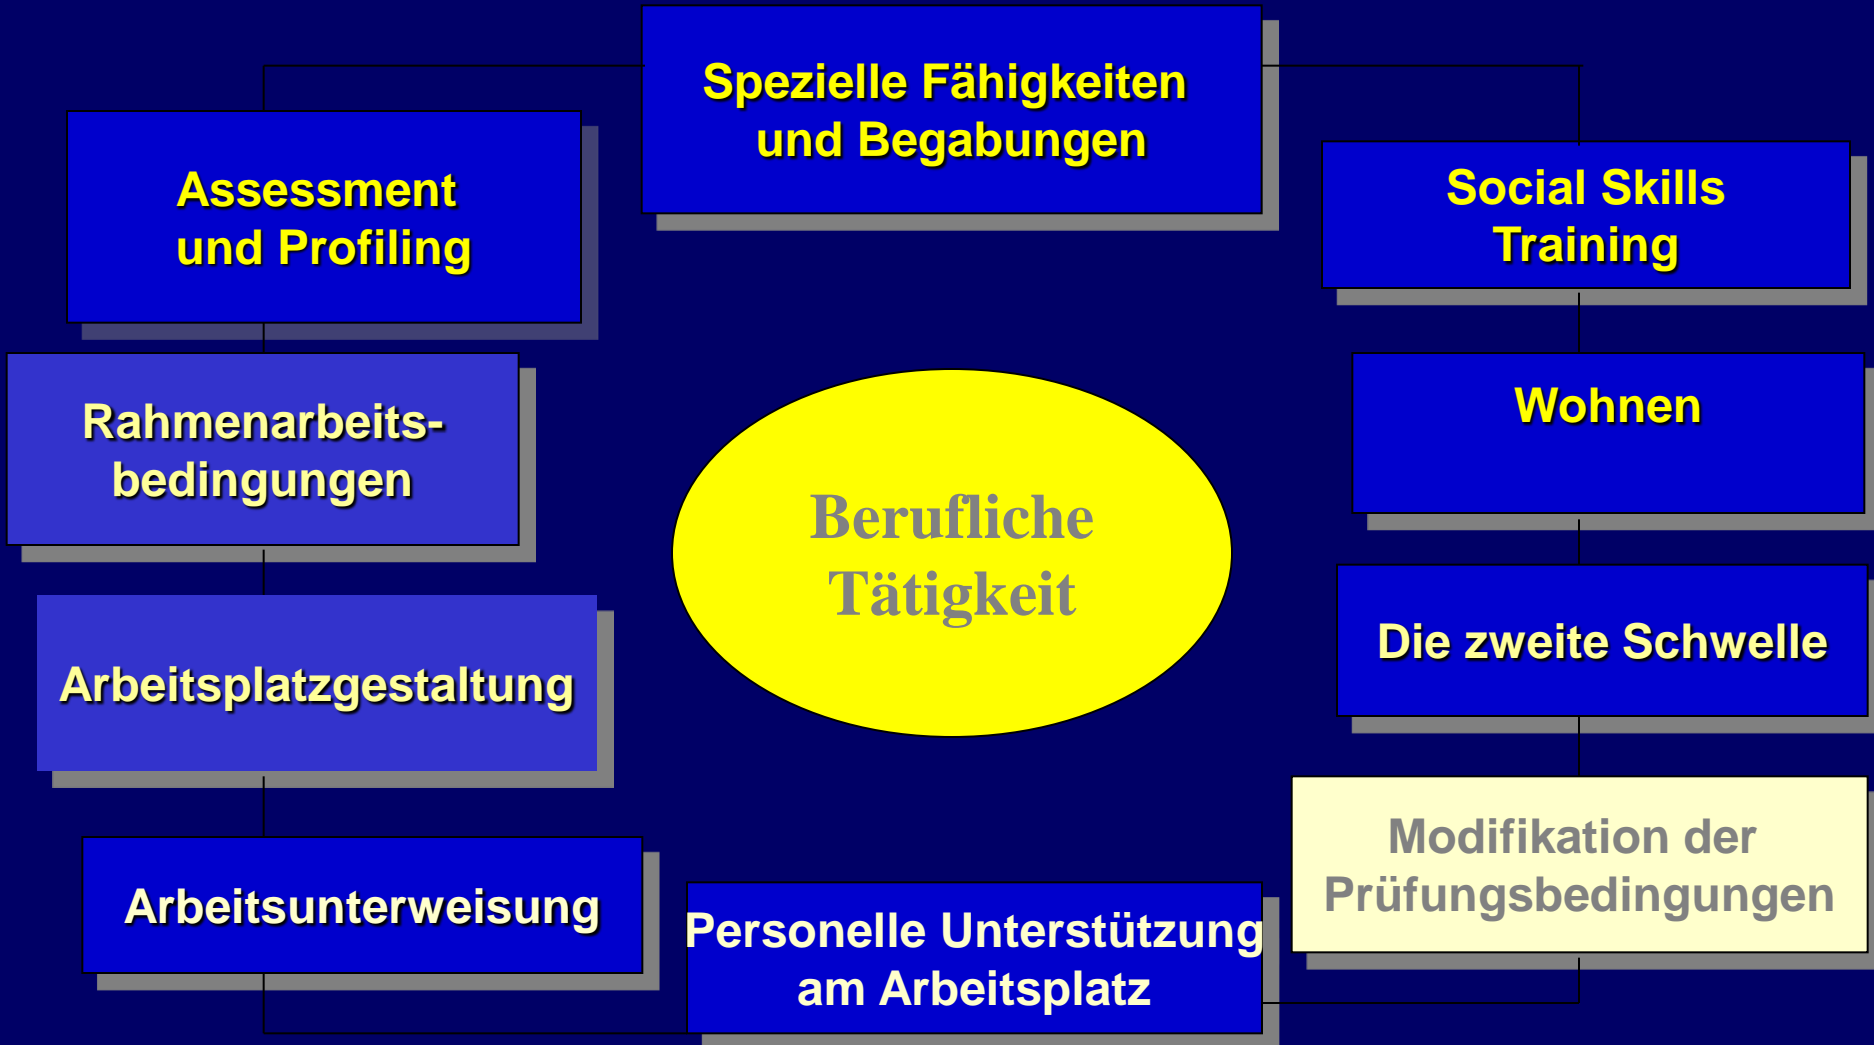 Spezielle Fähigkeiten
und Begabungen
Assessment
und Profiling
Social Skills
Training
Rahmenarbeits-
bedingungen
Wohnen
Berufliche
Tätigkeit
Die zweite Schwelle
Arbeitsplatzgestaltung
Modifikation der
Prüfungsbedingungen
Arbeitsunterweisung
Personelle Unterstützung
am Arbeitsplatz